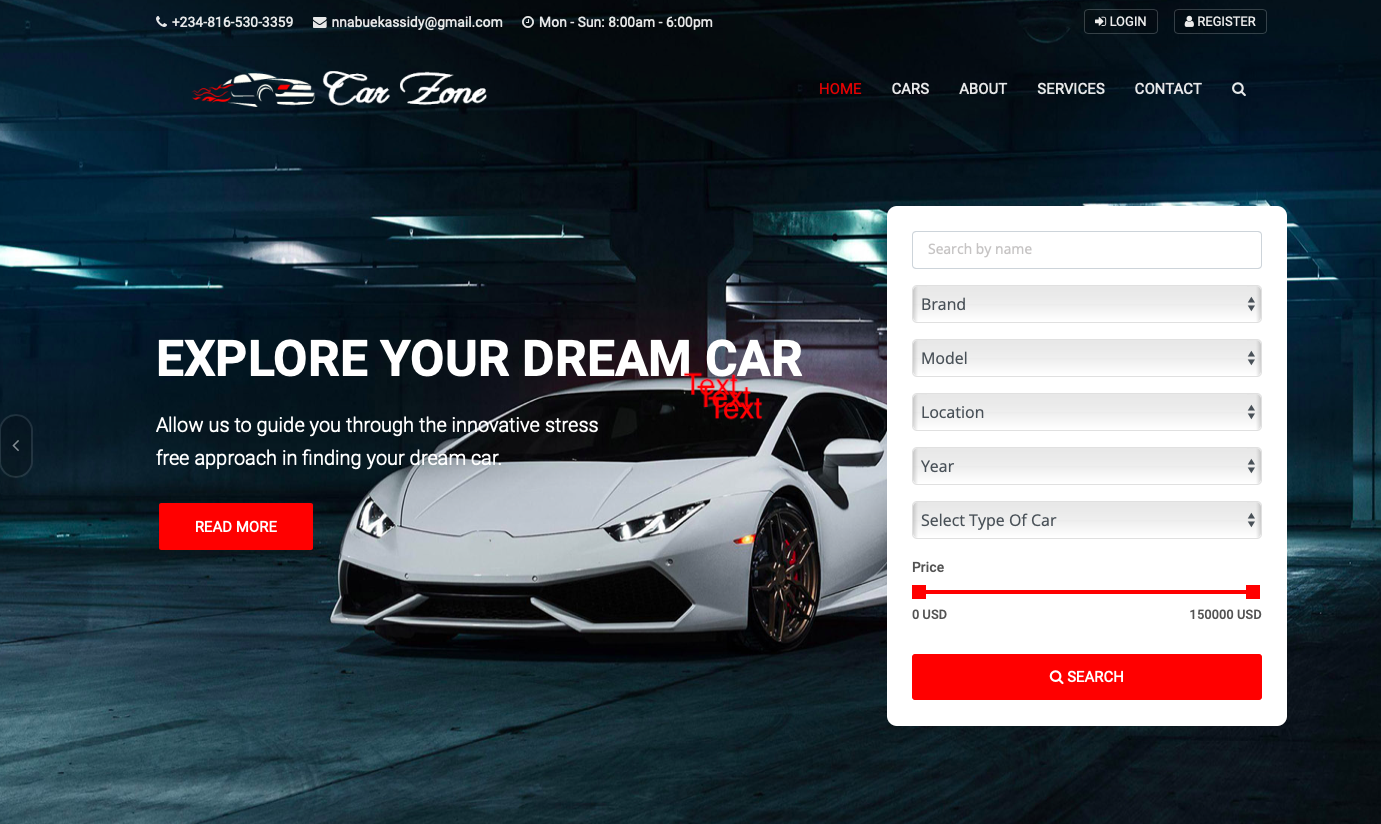 +234-816-530-3359 nnabuekassidy@gmail.com Mon - Sun: 8:00am - 6:00pm LOGIN REGISTER
Car Zone HOME CARS ABOUT SERVICES CONTACT
Search by name
Brand
Model
Location
Year
Select Type Of Car
Price
0 USD 150000 USD
SEARCH
EXPLORE YOUR DREAM CAR
Text
Text
Text
Allow us to guide you through the innovative stress
free approach in finding your dream car.
READ MORE